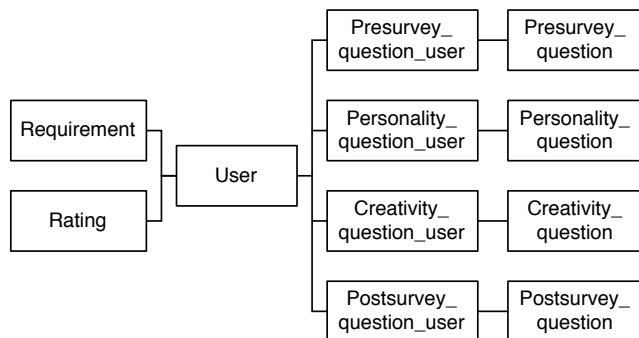 Presurvey_
question_user
Presurvey_
question
Requirement
Personality_
question_user
Personality_
question
User
Rating
Creativity_
question_user
Creativity_
question
Postsurvey_
question_user
Postsurvey_
question